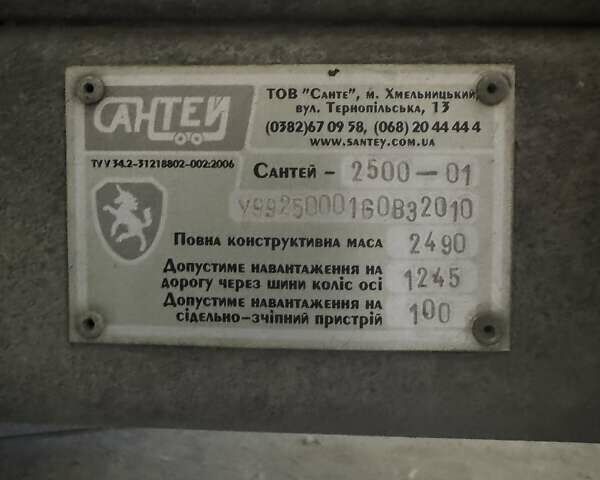 САНТЕЙ
ТОВ "Санте", м. Хмельницький,
вул. Тернопільська, 13
(0382)67 09 58, (068) 20 44 44 4
www.santey.com.ua
ТУ У 34.2-31218802-002:2006
Сантей - 2500-01
Y99250001G0B32010
Повна конструктивна маса 2490
Допустиме навантаження на
дорогу через шини коліс осі 1245
Допустиме навантаження на
сідельно-зчіпний пристрій 100